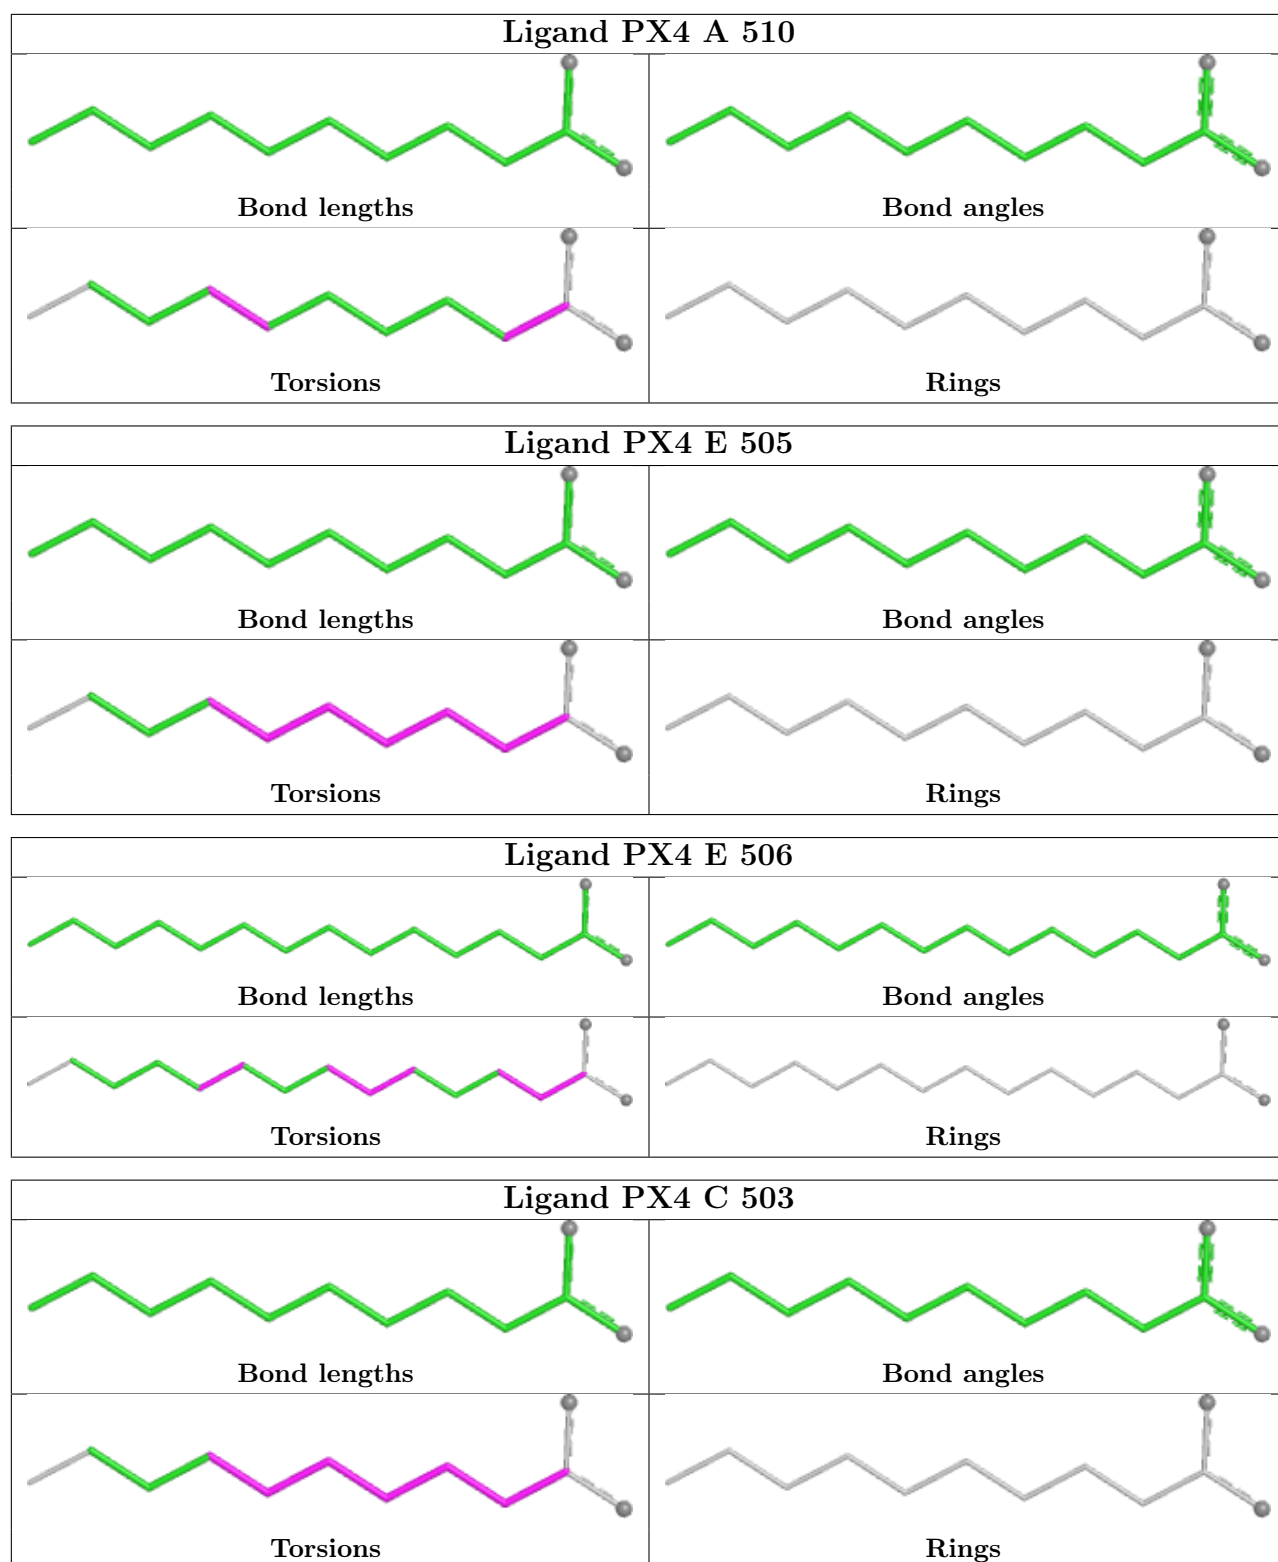 Ligand PX4 A 510
Bond lengths
Bond angles
Torsions
Rings
Ligand PX4 E 505
Bond lengths
Bond angles
Torsions
Rings
Ligand PX4 E 506
Bond lengths
Bond angles
Torsions
Rings
Ligand PX4 C 503
Bond lengths
Bond angles
Torsions
Rings